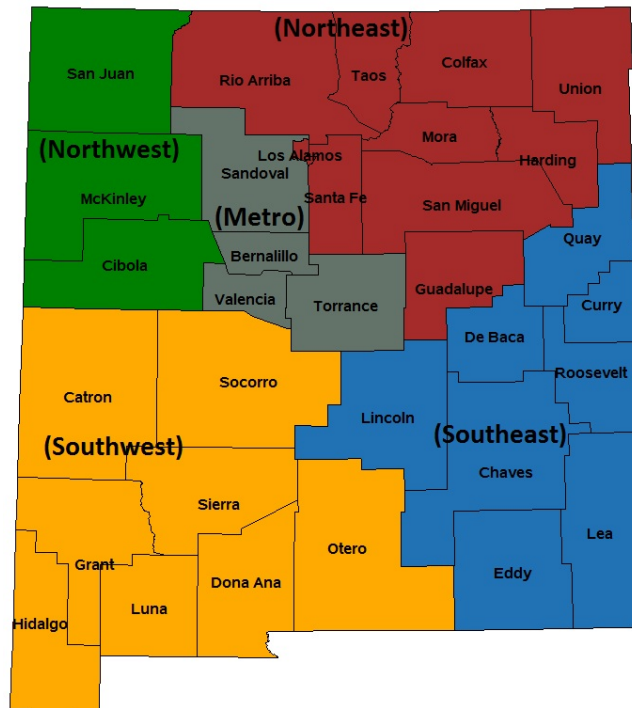 (Northeast)
San Juan
Rio Arriba
Taos
Colfax
Union
Mora
(Northwest)
Los Alamos
Harding
Sandoval
McKinley
Santa Fe
San Miguel
(Metro)
Quay
Bernalillo
Cibola
Guadalupe
Valencia
Torrance
Curry
De Baca
Roosevelt
Socorro
Catron
Lincoln
(Southwest)
(Southeast)
Chaves
Sierra
Lea
Otero
Grant
Eddy
Dona Ana
Luna
Hidalgo